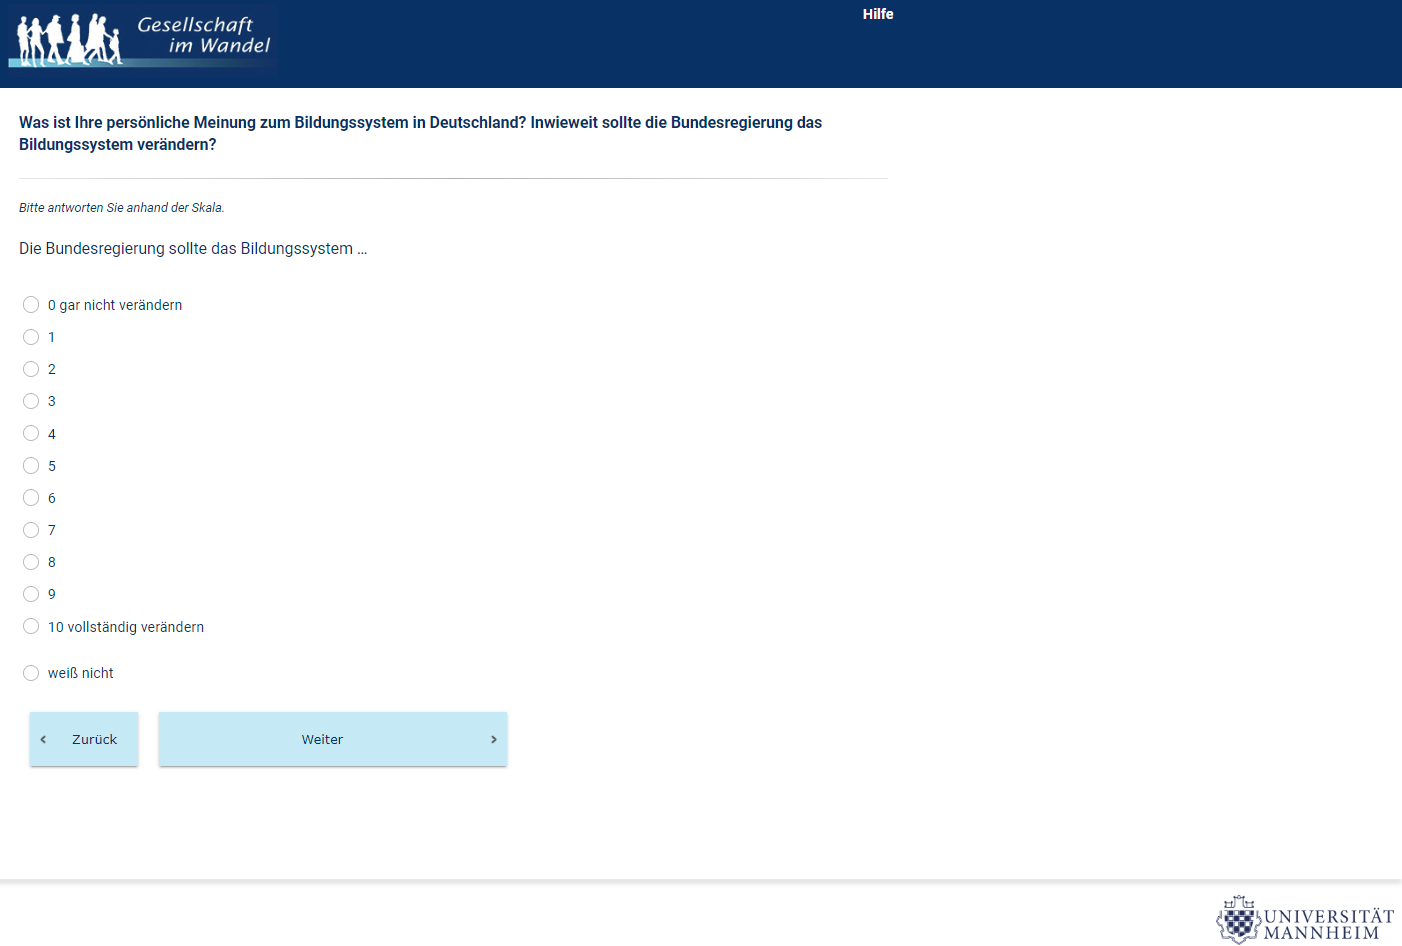 Gesellschaft
im Wandel
Hilfe
Was ist Ihre persönliche Meinung zum Bildungssystem in Deutschland? Inwieweit sollte die Bundesregierung das
Bildungssystem verändern?
Bitte antworten Sie anhand der Skala.
Die Bundesregierung sollte das Bildungssystem ...
0 gar nicht verändern
1
2
3
4
5
6
7
8
9
10 vollständig verändern
weiß nicht
‹ Zurück
Weiter ›
UNIVERSITÄT
MANNHEIM